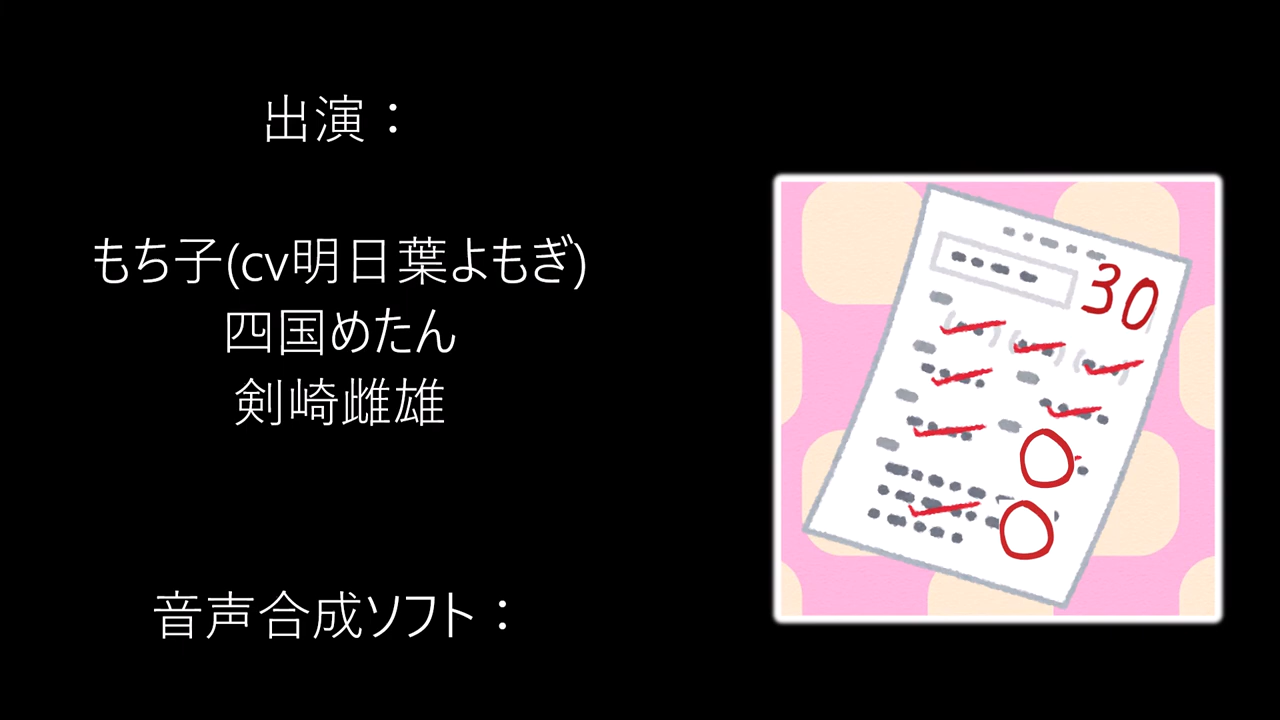 出演：
もち子(cv明日葉よもぎ)
四国めたん
剣崎雌雄
音声合成ソフト：
30